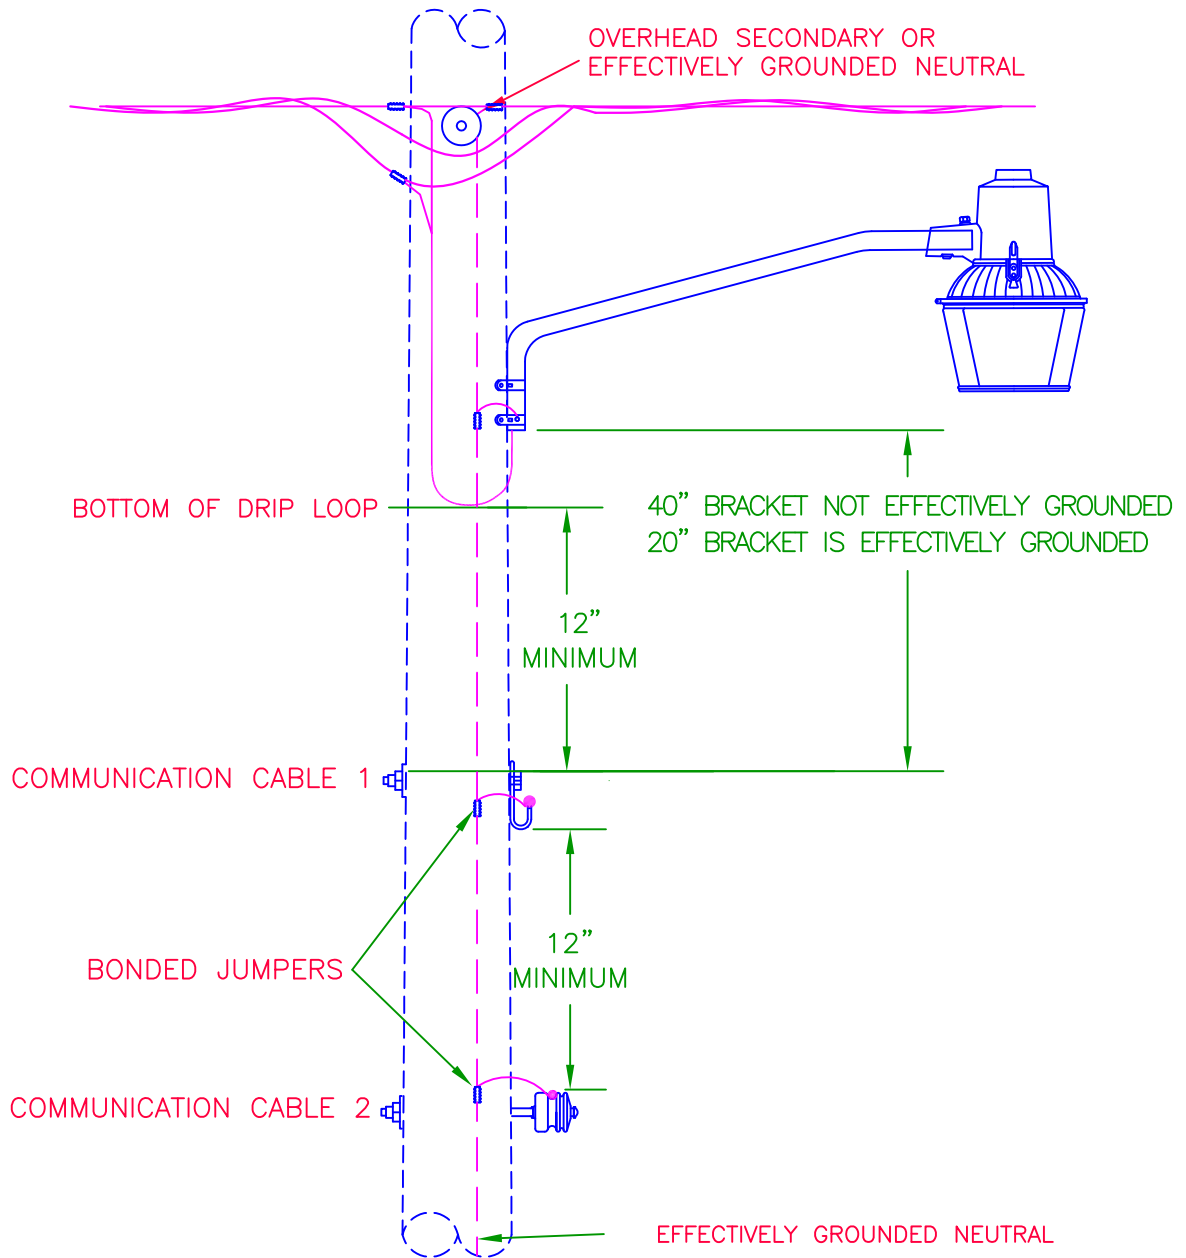 OVERHEAD SECONDARY OR
EFFECTIVELY GROUNDED NEUTRAL
BOTTOM OF DRIP LOOP
40” BRACKET NOT EFFECTIVELY GROUNDED
20” BRACKET IS EFFECTIVELY GROUNDED
12”
MINIMUM
COMMUNICATION CABLE 1
12”
MINIMUM
BONDED JUMPERS
COMMUNICATION CABLE 2
EFFECTIVELY GROUNDED NEUTRAL